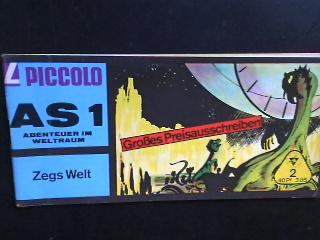 PICCOLO
AS 1
ABENTEUER IM
WELTRAUM
Zegs Welt
Großes Preisausschreiben
2